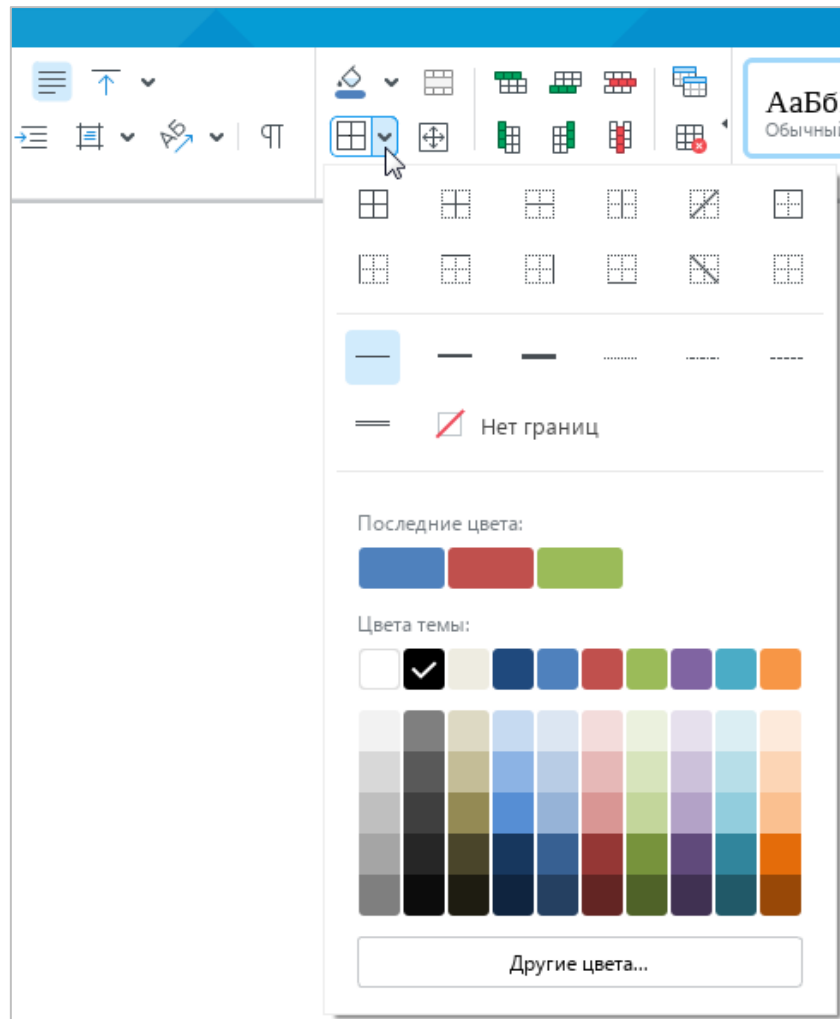 АаБб
Обычный
Нет границ
Последние цвета:
Цвета темы:
Другие цвета...